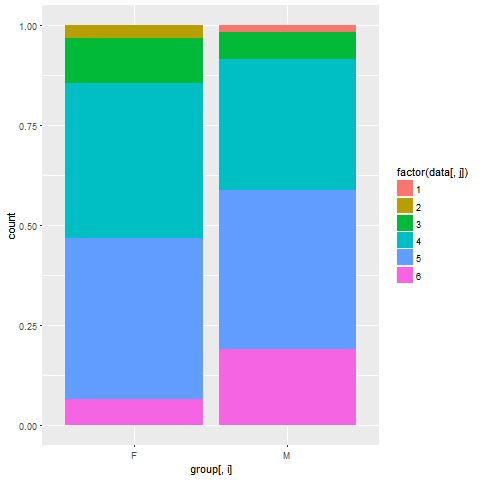 1.00
0.75
0.50
0.25
0.00
count
F
M
group[, i]
factor(data[, j])
1
2
3
4
5
6